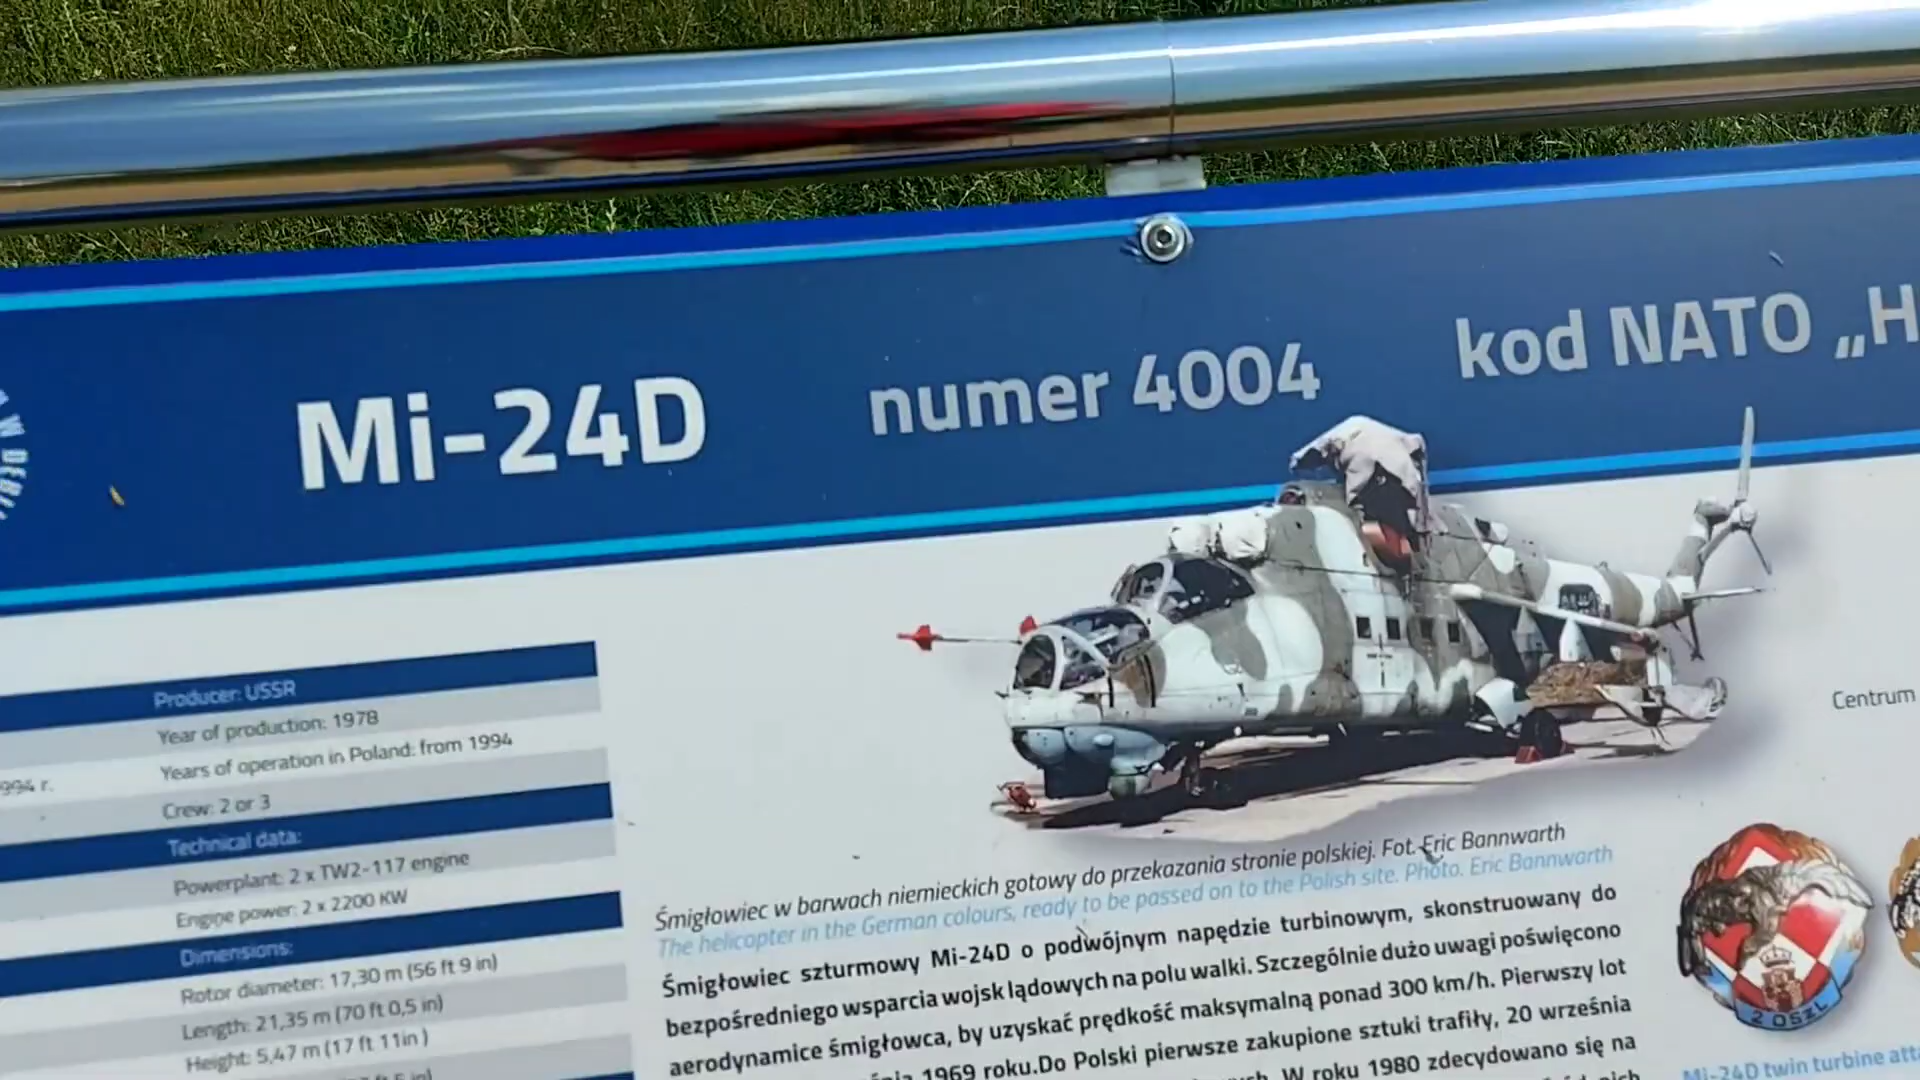 Mi-24D numer 4004 kod NATO „H
Producer: USSR
Year of production: 1978
Years of operation in Poland: from 1994
994 r.
Crew: 2 or 3
Technical data:
Powerplant: 2 x TW2-117 engine
Engine power: 2 x 2200 KW
Dimensions:
Rotor diameter: 17,30 m (56 ft 9 in)
Length: 21,35 m (70 ft 0,5 in)
Height: 5,47 m (17 ft 11in )
Śmigłowiec w barwach niemieckich gotowy do przekazania stronie polskiej. Fot. Eric Bannwarth
The helicopter in the German colours, ready to be passed on to the Polish site. Photo. Eric Bannwarth
Śmigłowiec szturmowy Mi-24D o podwójnym napędzie turbinowym, skonstruowany do
bezpośredniego wsparcia wojsk lądowych na polu walki. Szczególnie dużo uwagi poświęcono
aerodynamice śmigłowca, by uzyskać prędkość maksymalną ponad 300 km/h. Pierwszy lot
1969 roku.Do Polski pierwsze zakupione sztuki trafiły, 20 września
W roku 1980 zdecydowano się na
Centrum
2 OSZL
Mi-24D twin turbine atta